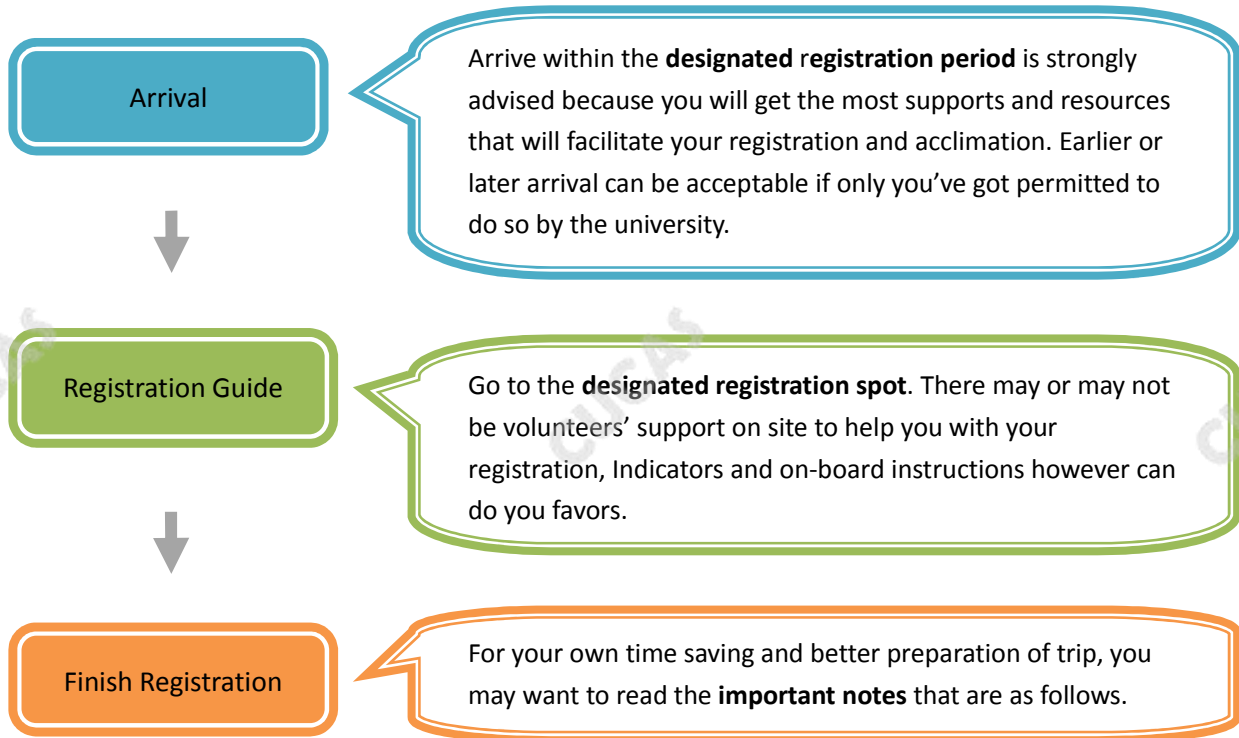 Arrival
Arrive within the designated registration period is strongly
advised because you will get the most supports and resources
that will facilitate your registration and acclimation. Earlier or
later arrival can be acceptable if only you've got permitted to
do so by the university.
CUCAS
Registration Guide
Go to the designated registration spot. There may or may not
be volunteers' support on site to help you with your
registration, Indicators and on-board instructions however can
do you favors.
Finish Registration
For your own time saving and better preparation of trip, you
may want to read the important notes that are as follows.